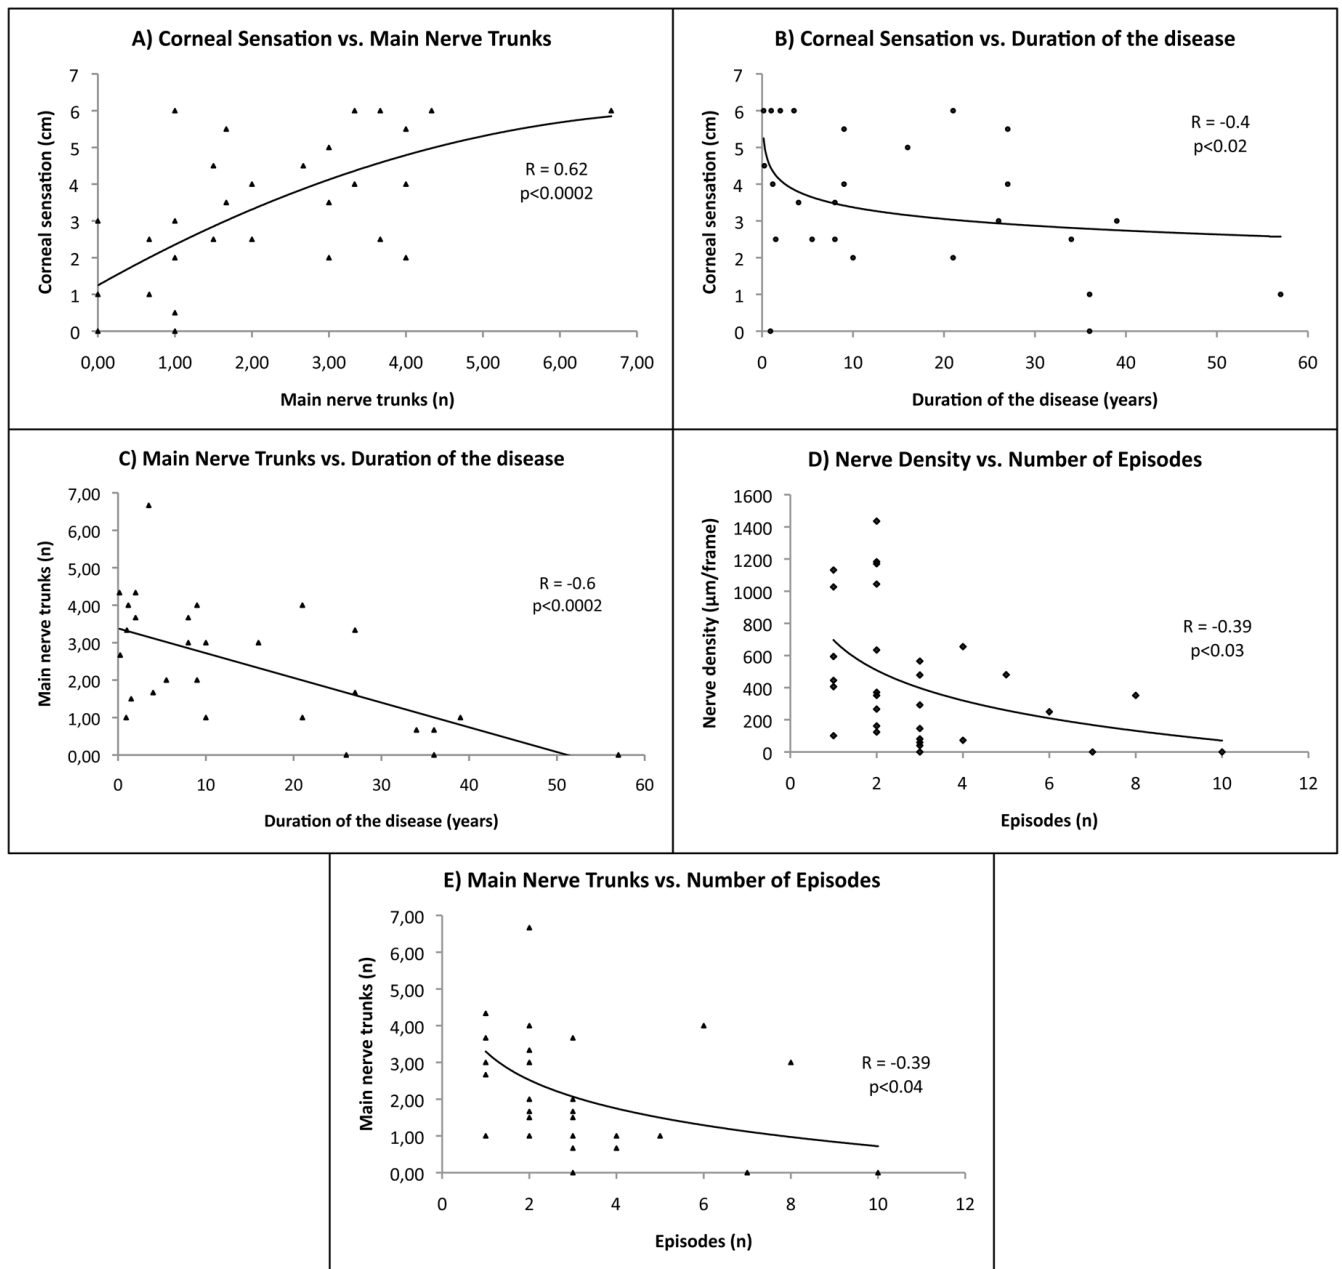 A) Corneal Sensation vs. Main Nerve Trunks
Corneal sensation (cm)
7
6
5
4
3
2
1
0
0,00 1,00 2,00 3,00 4,00 5,00 6,00 7,00
Main nerve trunks (n)
R = 0.62
p<0.0002
B) Corneal Sensation vs. Duration of the disease
Corneal sensation (cm)
7
6
5
4
3
2
1
0
0 10 20 30 40 50 60
Duration of the disease (years)
R = -0.4
p<0.02
C) Main Nerve Trunks vs. Duration of the disease
Main nerve trunks (n)
7,00
6,00
5,00
4,00
3,00
2,00
1,00
0,00
0 10 20 30 40 50 60
Duration of the disease (years)
R = -0.6
p<0.0002
D) Nerve Density vs. Number of Episodes
Nerve density (μm/frame)
1600
1400
1200
1000
800
600
400
200
0
0 2 4 6 8 10 12
Episodes (n)
R = -0.39
p<0.03
E) Main Nerve Trunks vs. Number of Episodes
Main nerve trunks (n)
7,00
6,00
5,00
4,00
3,00
2,00
1,00
0,00
0 2 4 6 8 10 12
Episodes (n)
R = -0.39
p<0.04